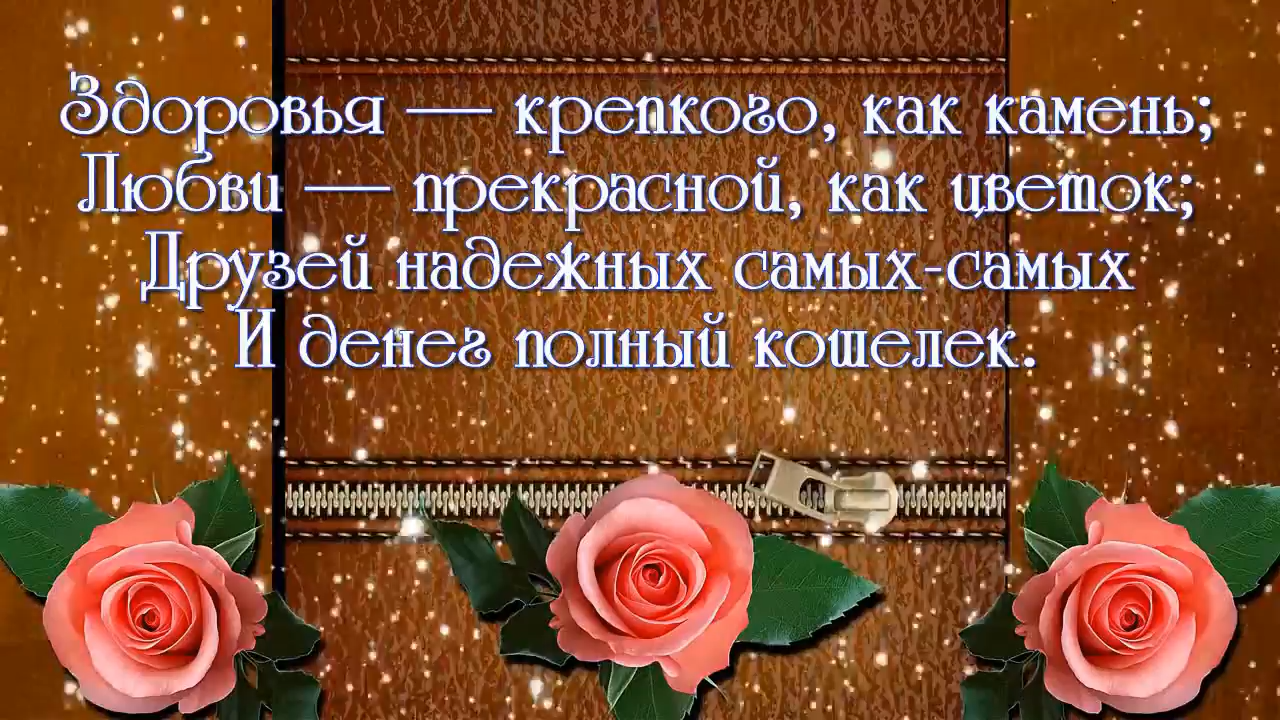 Здоровья — крепкого, как камень;
Любви — прекрасной, как цветок;
Друзей надежных самых-самых
И денег полный кошелек.